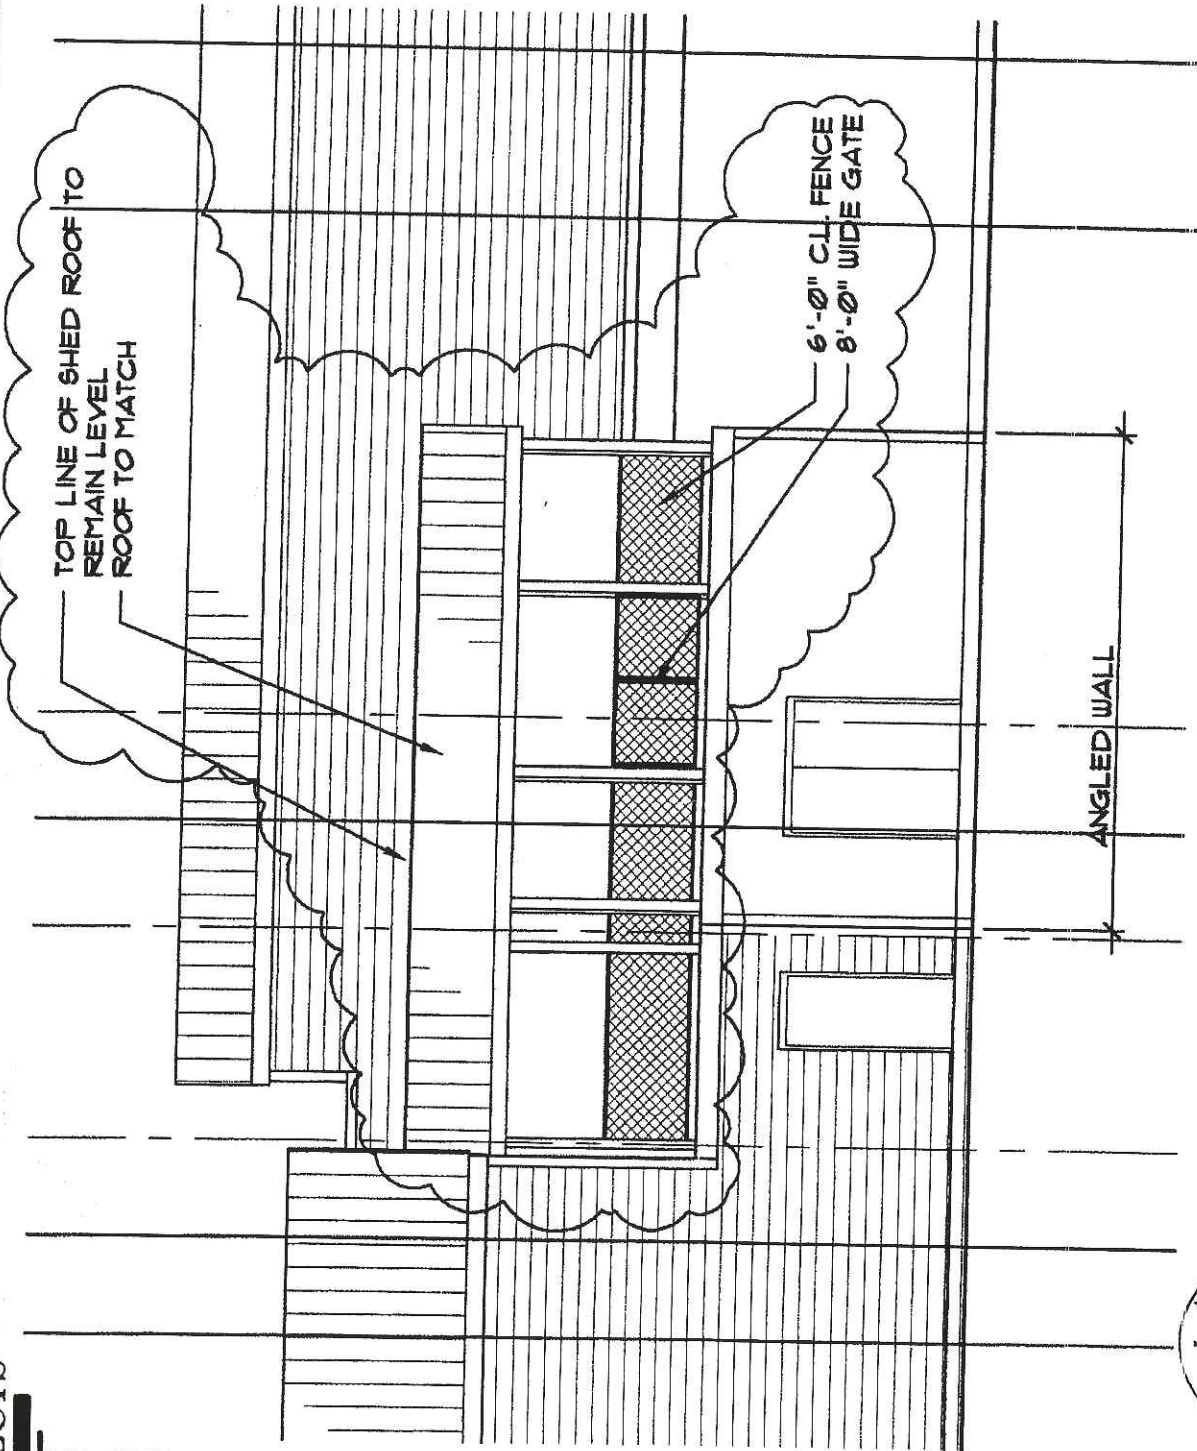 TOP LINE OF SHED ROOF TO
REMAIN LEVEL
ROOF TO MATCH
6'-0" C.L. FENCE
8'-0" WIDE GATE
ANGLED WALL